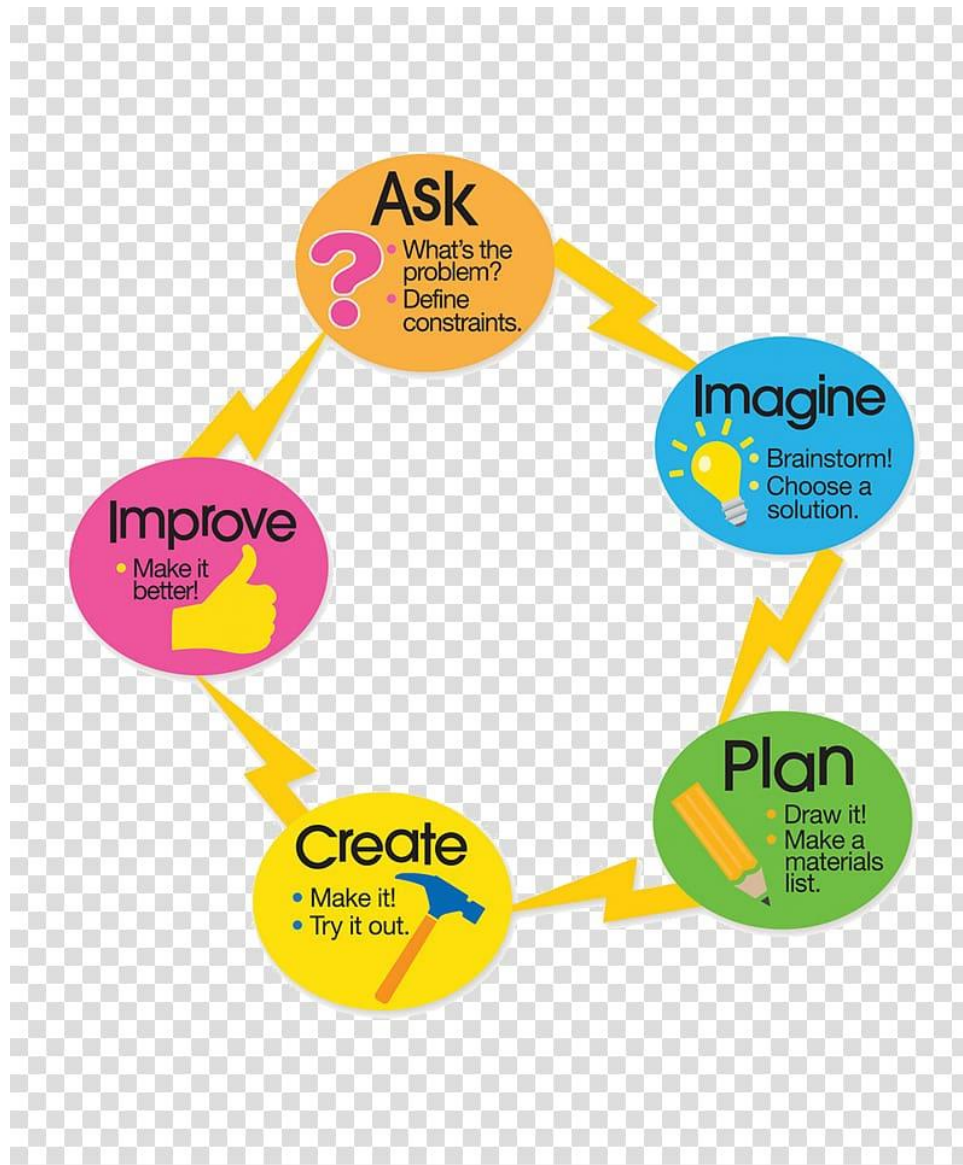 Ask
What's the
problem?
Define
constraints.
Imagine
Brainstorm!
Choose a
solution.
Plan
Draw it!
Make a
materials
list.
Create
Make it!
Try it out.
Improve
Make it
better!